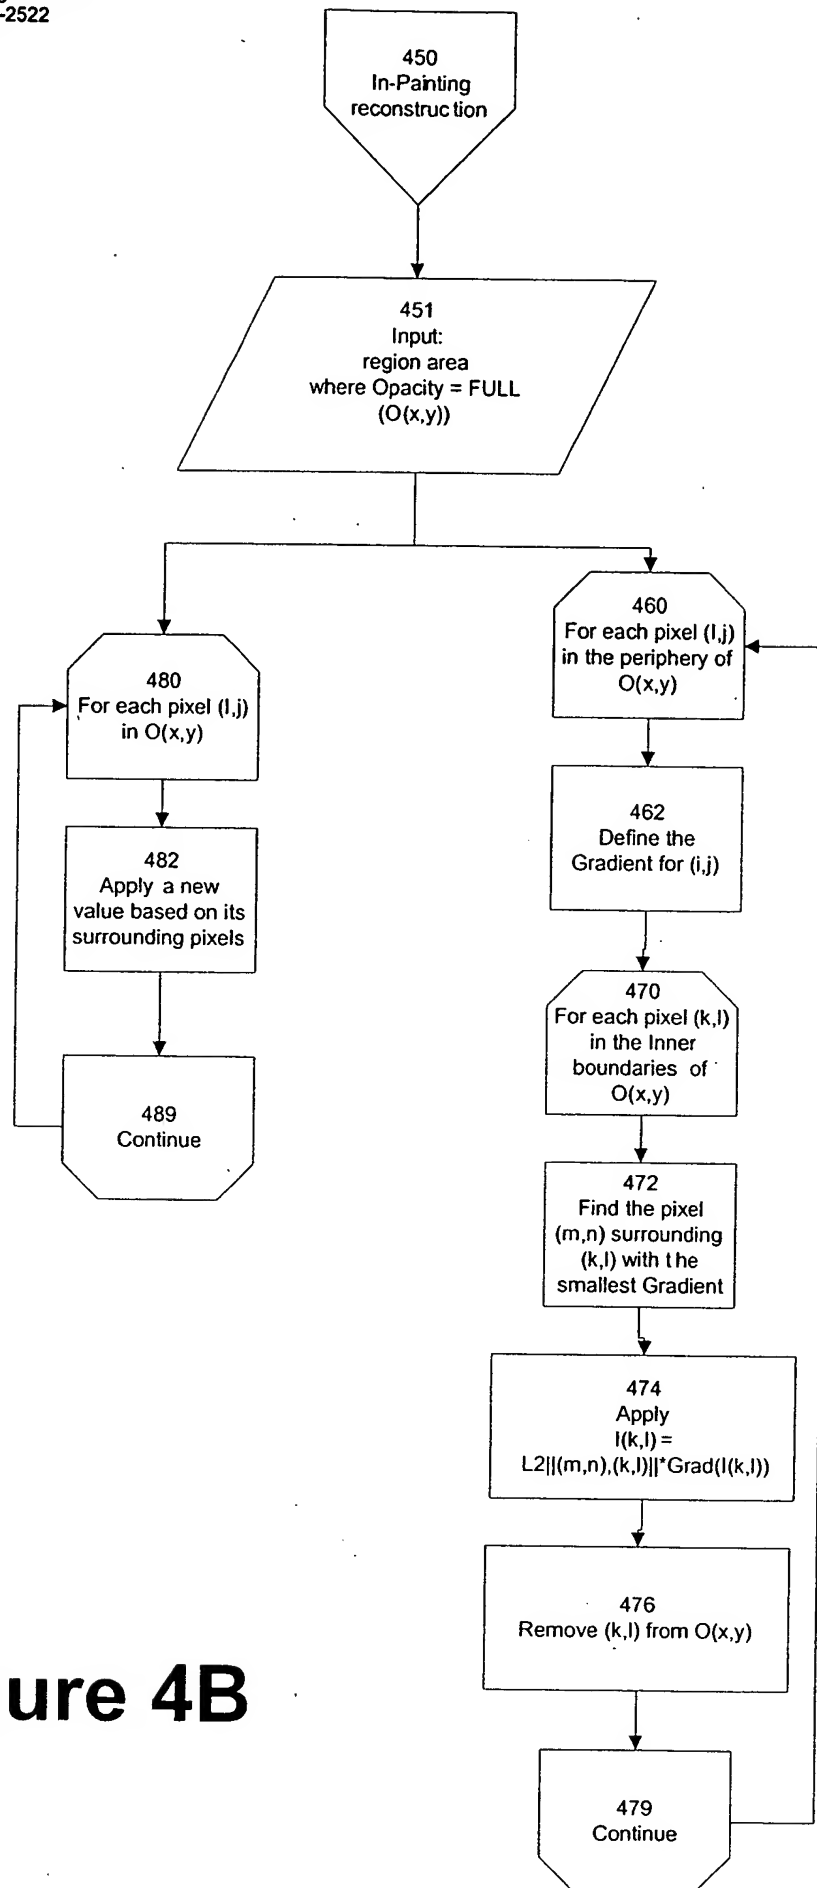 -2522
450
In-Painting
reconstruction
451
Input:
region area
where Opacity = FULL
(O(x,y))
480
For each pixel (I,j)
in O(x,y)
482
Apply a new
value based on its
surrounding pixels
489
Continue
460
For each pixel (I,j)
in the periphery of
O(x,y)
462
Define the
Gradient for (i,j)
470
For each pixel (k,l)
in the Inner
boundaries of
O(x,y)
472
Find the pixel
(m,n) surrounding
(k,l) with the
smallest Gradient
474
Apply
I(k,l) =
L2||(m,n),(k,l)||*Grad(I(k,l))
476
Remove (k,l) from O(x,y)
479
Continue
ure 4B